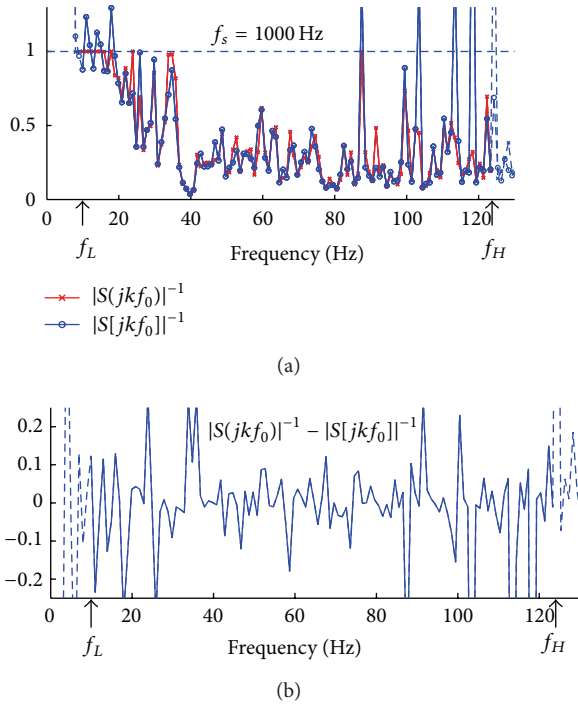 f_s = 1000 Hz
1
0.5
0
0 20 40 60 80 100 120
f_L Frequency (Hz) f_H
|S(jkf_0)|^{-1}
|S[jkf_0]|^{-1}
(a)
|S(jkf_0)|^{-1} − |S[jkf_0]|^{-1}
0.2
0.1
0
−0.1
−0.2
0 20 40 60 80 100 120
f_L Frequency (Hz) f_H
(b)